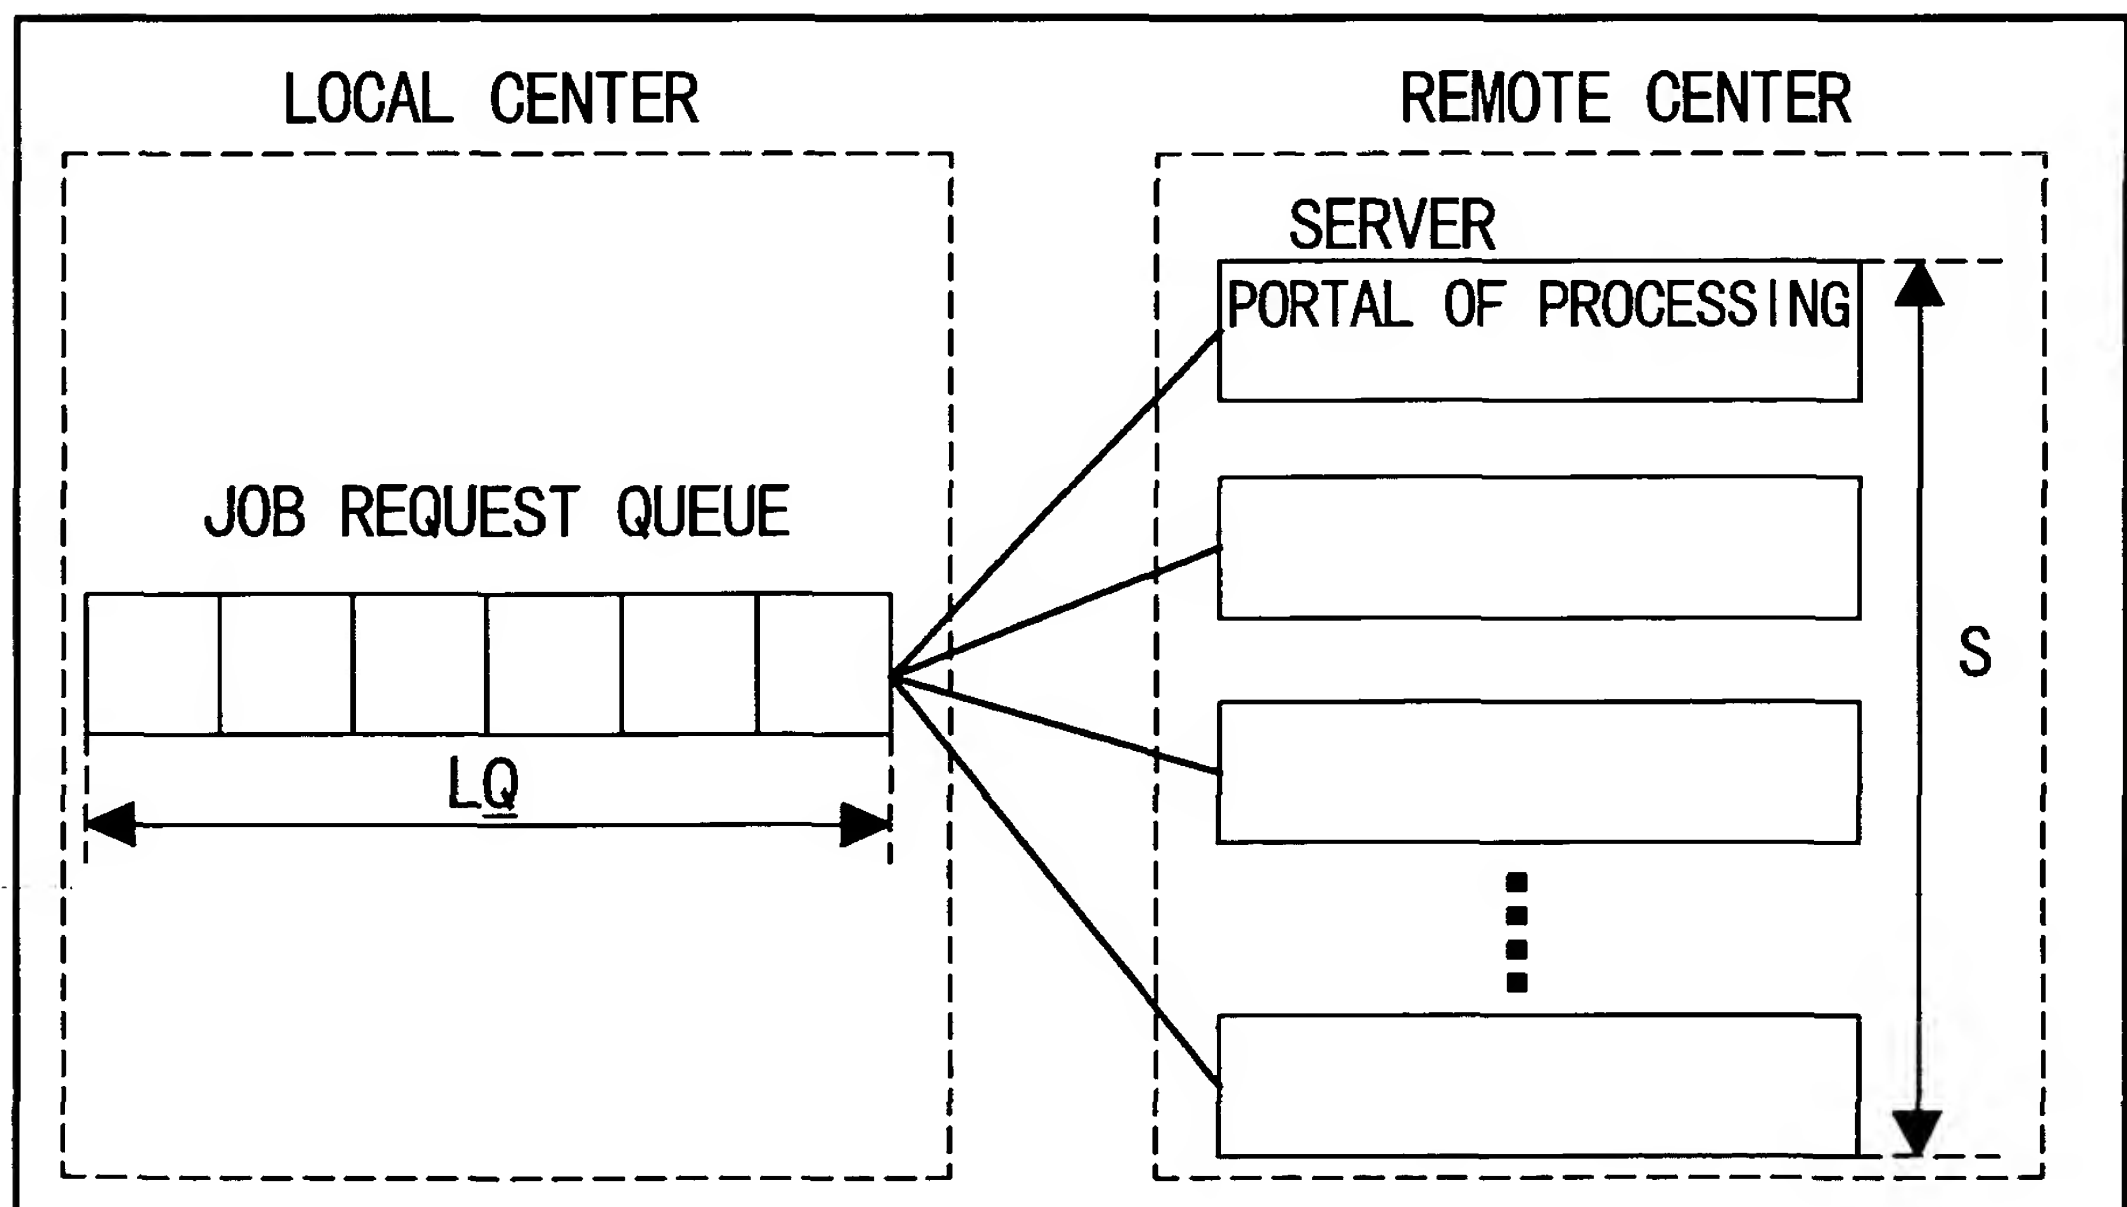 LOCAL CENTER
REMOTE CENTER
SERVER
PORTAL OF PROCESSING
JOB REQUEST QUEUE
S
LQ